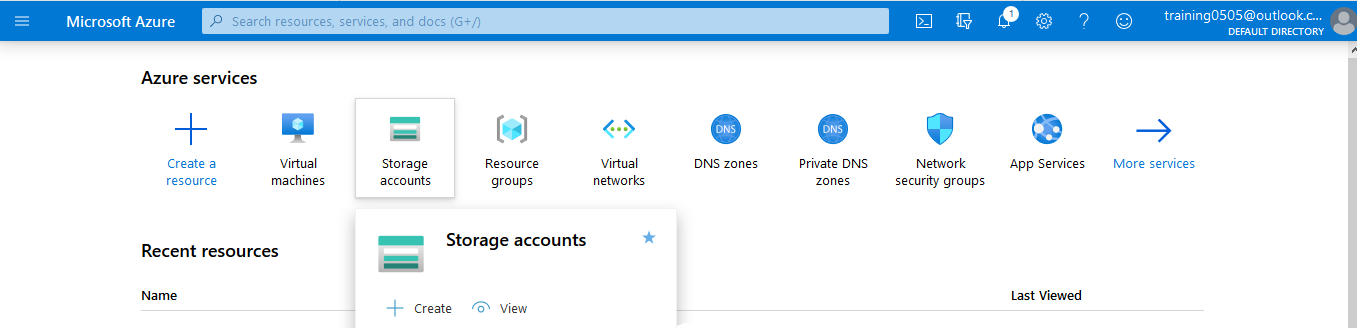 Microsoft Azure
Search resources, services, and docs (G+/)
1
training0505@outlook.c...
DEFAULT DIRECTORY
Azure services
Create a
resource
Virtual
machines
Storage
accounts
Resource
groups
Virtual
networks
DNS
DNS zones
DNS
Private DNS
zones
Network
security groups
App Services
More services
Storage accounts
Recent resources
Create
View
Name
Last Viewed